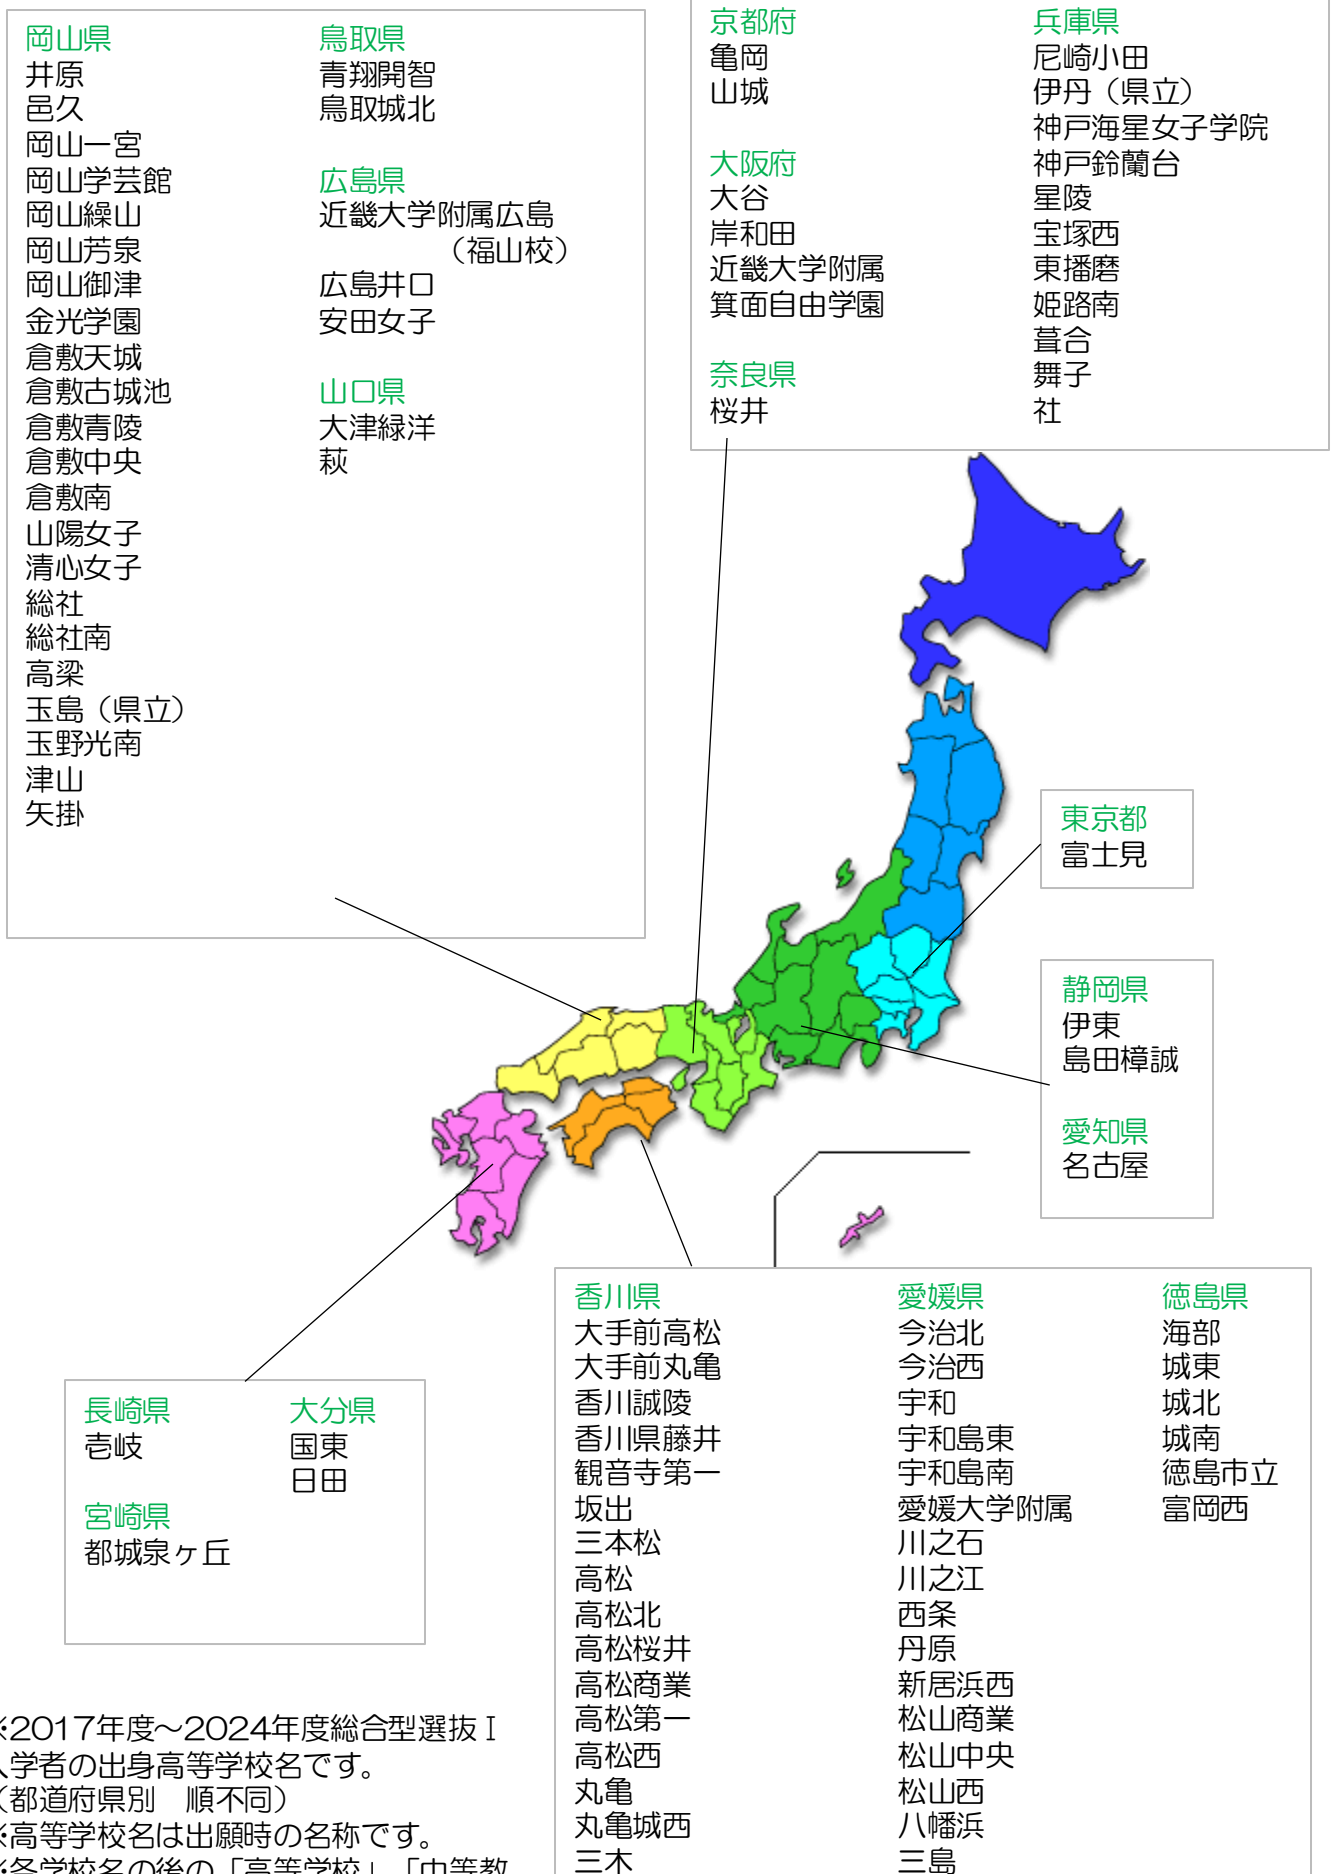 岡山県
井原
邑久
岡山一宮
岡山学芸館
岡山操山
岡山芳泉
岡山御津
金光学園
倉敷天城
倉敷古城池
倉敷青陵
倉敷中央
倉敷南
山陽女子
清心女子
総社
総社南
高梁
玉島（県立）
玉野光南
津山
矢掛
鳥取県
青翔開智
鳥取城北
広島県
近畿大学附属広島
（福山校）
広島井口
安田女子
山口県
大津緑洋
萩
京都府
亀岡
山城
大阪府
大谷
岸和田
近畿大学附属
箕面自由学園
奈良県
桜井
兵庫県
尼崎小田
伊丹（県立）
神戸海星女子学院
神戸鈴蘭台
星陵
宝塚西
東播磨
姫路南
葺合
舞子
社
東京都
富士見
静岡県
伊東
島田樟誠
愛知県
名古屋
長崎県
壱岐
宮崎県
都城泉ヶ丘
大分県
国東
日田
香川県
大手前高松
大手前丸亀
香川誠陵
香川県藤井
観音寺第一
坂出
三本松
高松
高松北
高松桜井
高松商業
高松第一
高松西
丸亀
丸亀城西
三木
愛媛県
今治北
今治西
宇和
宇和島東
宇和島南
愛媛大学附属
川之石
川之江
西条
丹原
新居浜西
松山商業
松山中央
松山西
八幡浜
三島
徳島県
海部
城東
城北
城南
徳島市立
富岡西
※2017年度～2024年度総合型選抜Ⅰ
入学者の出身高等学校名です。
（都道府県別　順不同）
※高等学校名は出願時の名称です。
※各学校名の後の「高等学校」「中等教